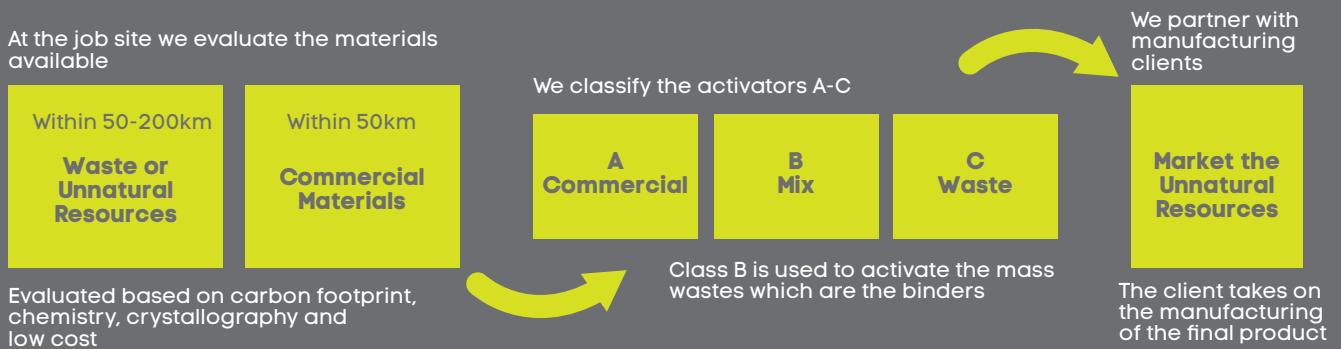 At the job site we evaluate the materials
available
Within 50-200km
Waste or
Unnatural
Resources
Within 50km
Commercial
Materials
Evaluated based on carbon footprint,
chemistry, crystallography and
low cost
We classify the activators A-C
A
Commercial
B
Mix
C
Waste
Class B is used to activate the mass
wastes which are the binders
We partner with
manufacturing
clients
Market the
Unnatural
Resources
The client takes on
the manufacturing
of the final product